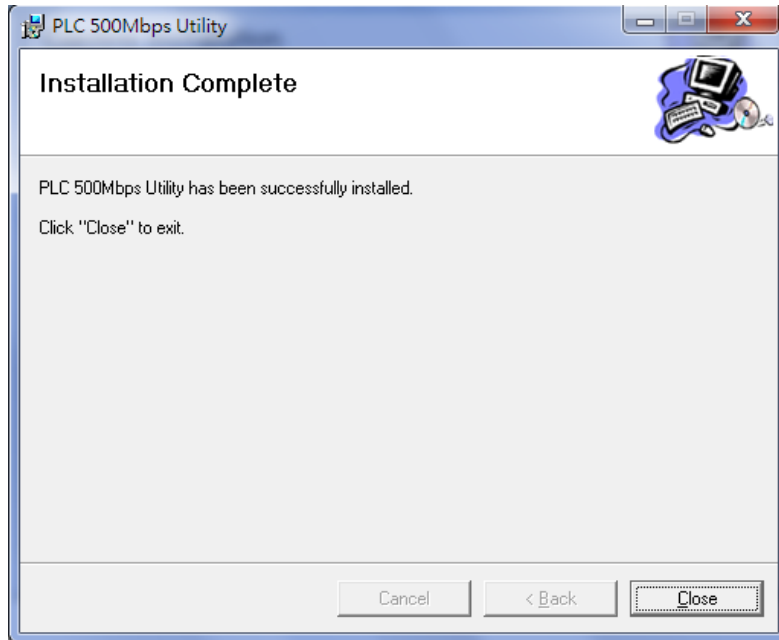 PLC 500Mbps Utility
Installation Complete
PLC 500Mbps Utility has been successfully installed.
Click "Close" to exit.
Cancel
< Back
Close